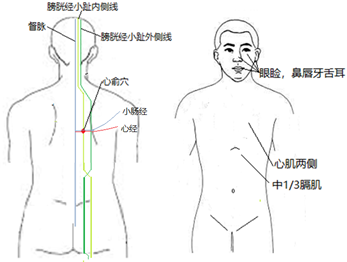 膀胱经小趾内侧线
督脉
膀胱经小趾外侧线
心俞穴
小肠经
心经
眼睑，鼻唇牙舌耳
心肌两侧
中1/3膈肌